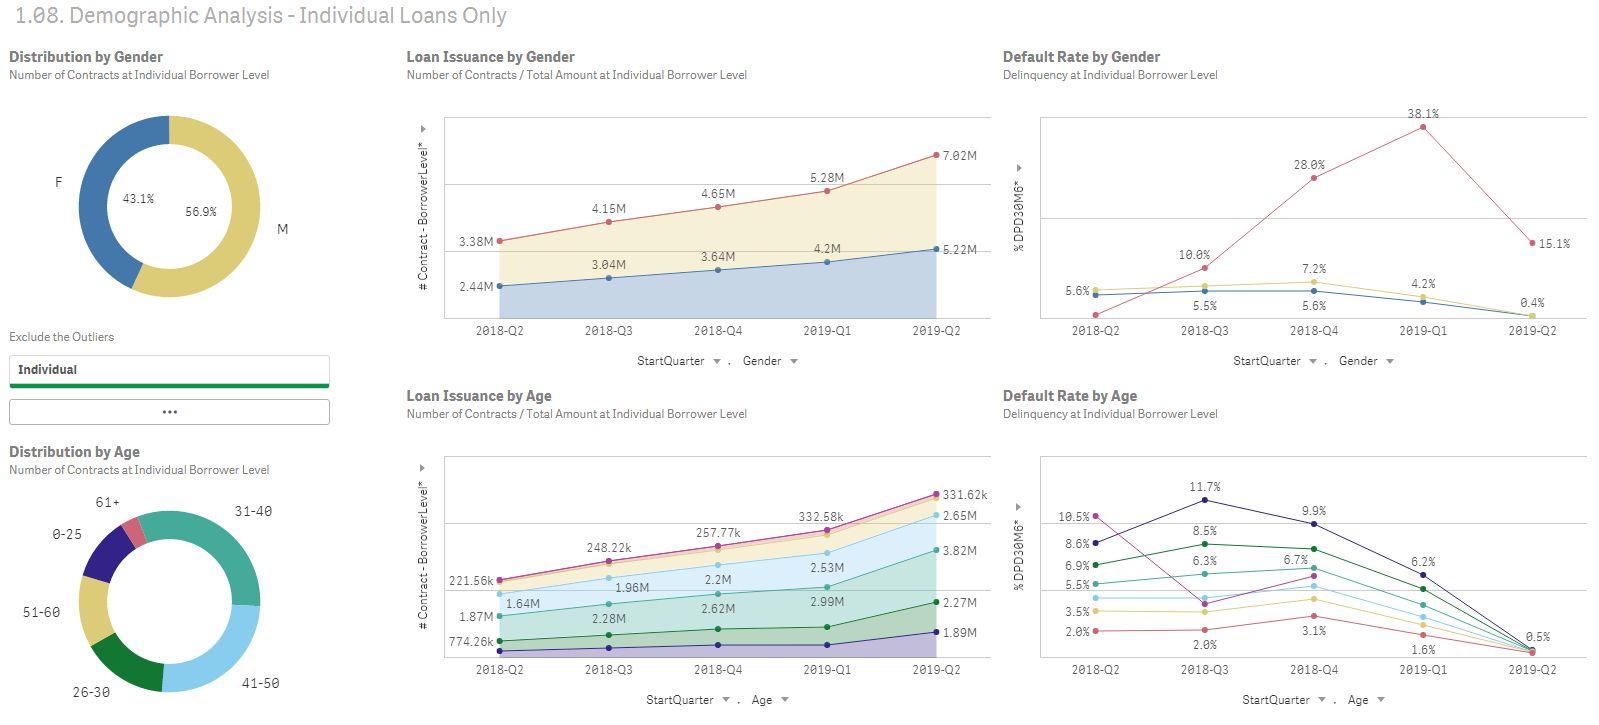 1.08. Demographic Analysis - Individual Loans Only
Distribution by Gender
Number of Contracts at Individual Borrower Level
F
43.1%
56.9%
M
Exclude the Outliers
Individual
•••
Distribution by Age
Number of Contracts at Individual Borrower Level
61+
0-25
31-40
51-60
26-30
41-50
Loan Issuance by Gender
Number of Contracts / Total Amount at Individual Borrower Level
# Contract - BorrowerLevel*
3.38M
4.15M
4.65M
5.28M
7.02M
2.44M
3.04M
3.64M
4.2M
5.22M
2018-Q2
2018-Q3
2018-Q4
2019-Q1
2019-Q2
StartQuarter . Gender
Default Rate by Gender
Delinquency at Individual Borrower Level
% DPD30M6*
38.1%
28.0%
10.0%
15.1%
5.6%
7.2%
4.2%
0.4%
5.5%
5.6%
2018-Q2
2018-Q3
2018-Q4
2019-Q1
2019-Q2
StartQuarter . Gender
Loan Issuance by Age
Number of Contracts / Total Amount at Individual Borrower Level
# Contract - BorrowerLevel*
221.56k
248.22k
257.77k
332.58k
331.62k
1.64M
1.96M
2.2M
2.53M
2.65M
1.87M
2.28M
2.62M
2.99M
3.82M
774.26k
2.27M
1.89M
2018-Q2
2018-Q3
2018-Q4
2019-Q1
2019-Q2
StartQuarter . Age
Default Rate by Age
Delinquency at Individual Borrower Level
% DPD30M6*
10.5%
11.7%
9.9%
8.6%
8.5%
6.9%
6.3%
6.7%
6.2%
5.5%
3.5%
2.0%
2.0%
3.1%
1.6%
0.5%
2018-Q2
2018-Q3
2018-Q4
2019-Q1
2019-Q2
StartQuarter . Age